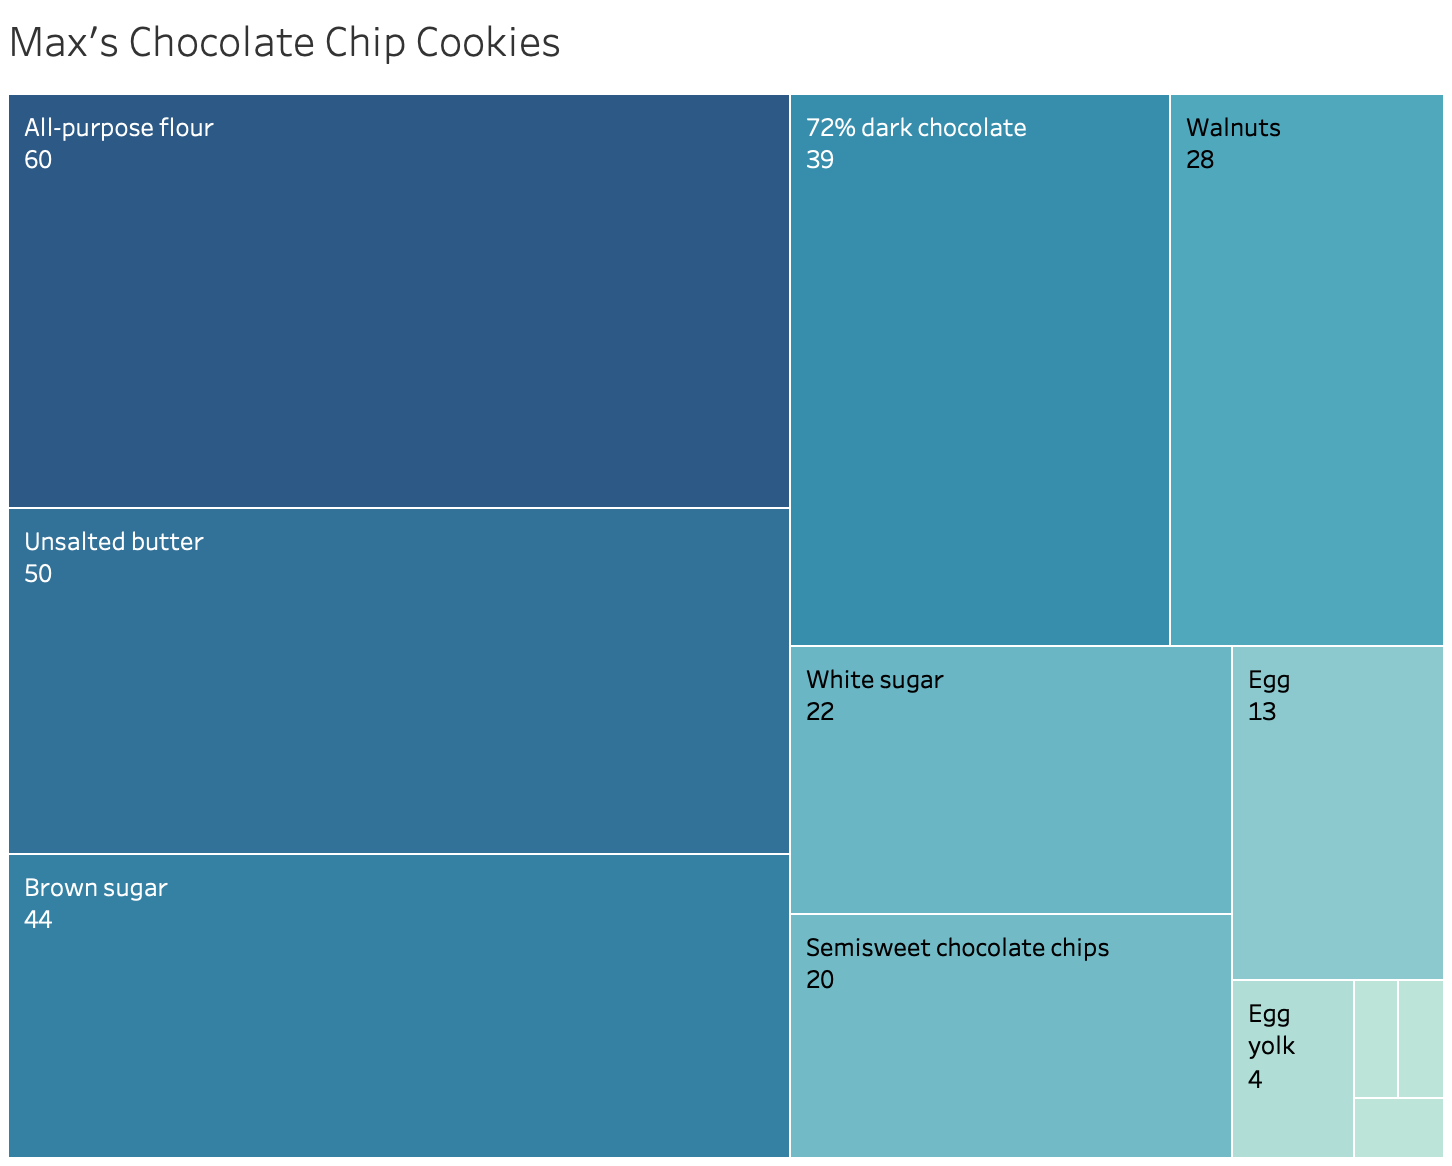 Max's Chocolate Chip Cookies
All-purpose flour
60
Unsalted butter
50
Brown sugar
44
72% dark chocolate
39
Walnuts
28
White sugar
22
Semisweet chocolate chips
20
Egg
13
Egg
yolk
4